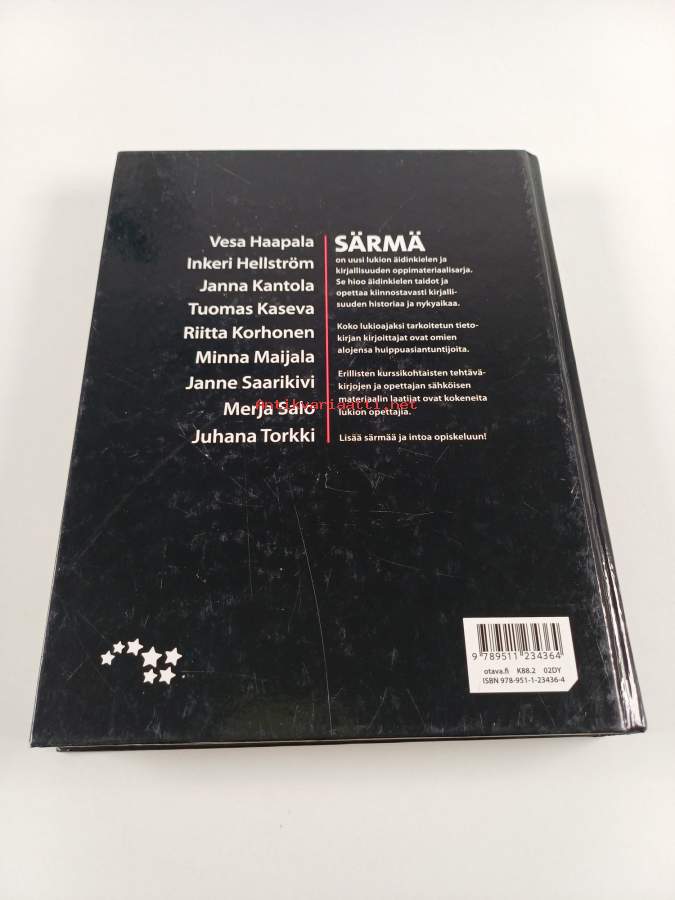 Vesa Haapala
Inkeri Hellström
Janna Kantola
Tuomas Kaseva
Riitta Korhonen
Minna Maijala
Janne Saarikivi
Merja Salo
Juhana Torkki
SÄRMÄ
on uusi lukion äidinkielen ja
kirjallisuuden oppimateriaalisarja.
Se hioo äidinkielen taidot ja
opettaa kiinnostavasti kirjalli-
suuden historiaa ja nykyaikaa.
Koko lukioajaksi tarkoitetun tieto-
kirjan kirjoittajat ovat omien
alojensa huippuasiantuntijoita.
Erillisten kurssikohtaisten tehtävä-
kirjojen ja opettajan sähköisen
materiaalin laatijat ovat kokeneita
lukion opettajia.
Lisää särmää ja intoa opiskeluun!
antikvariaatti.net
9 789511 234364
otava.fi K88.2 02DY
ISBN 978-951-1-23436-4